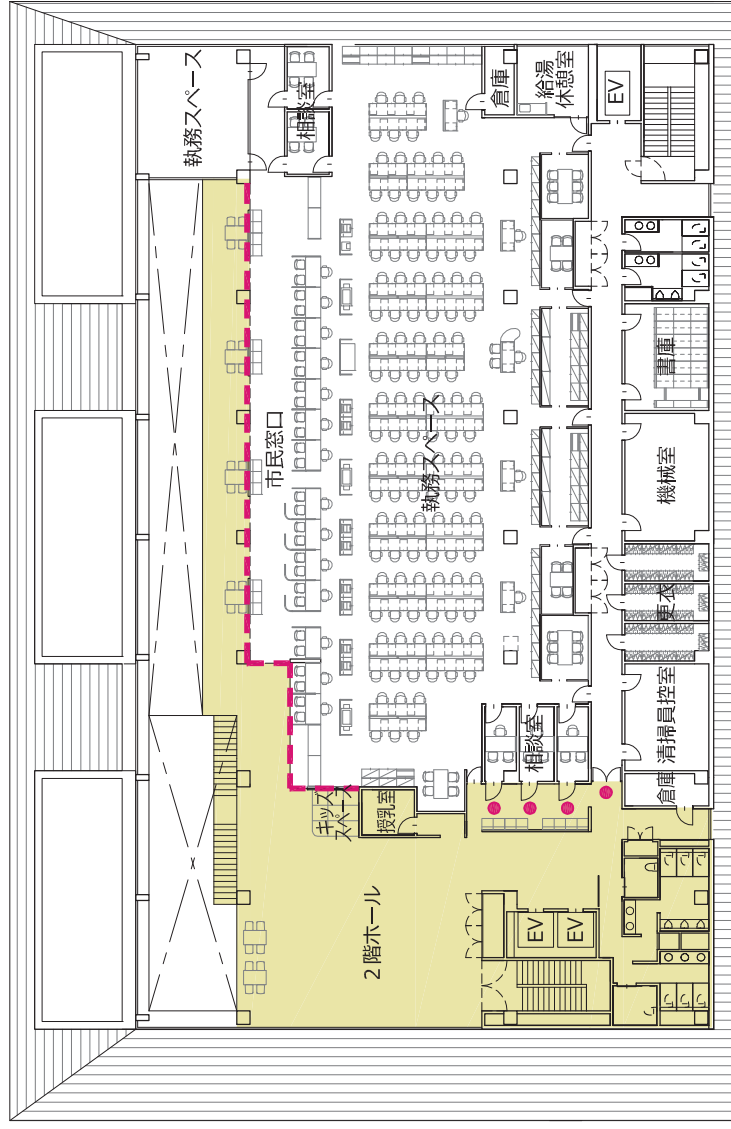 執務スペース
相談室
倉庫
給湯
休憩室
EV
市民窓口
執務スペース
書庫
機械室
更衣
清掃員控室
倉庫
相談室
キッズ
スペース
授乳室
2階ホール
EV
EV